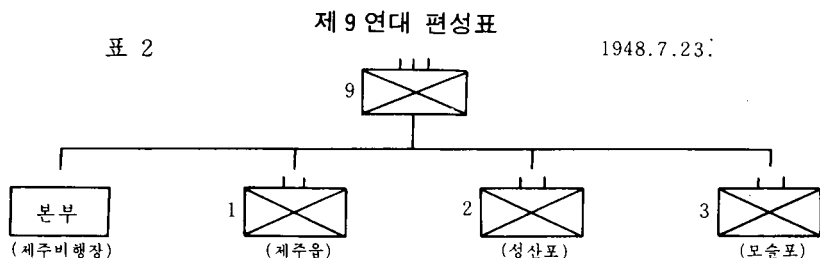 제 9 연대 편성표
표 2
1948.7.23.
9
본부
1
2
3
(제주비행장)
(제주읍)
(성산포)
(모슬포)